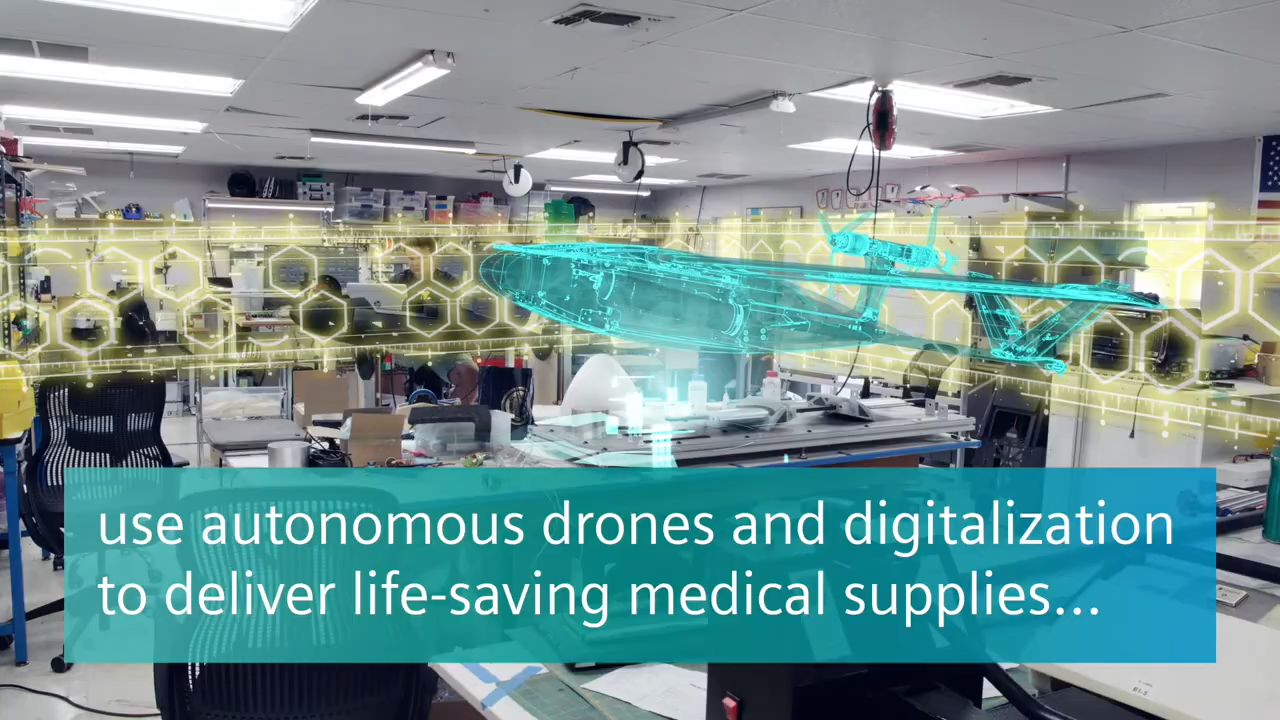 use autonomous drones and digitalization
to deliver life-saving medical supplies...